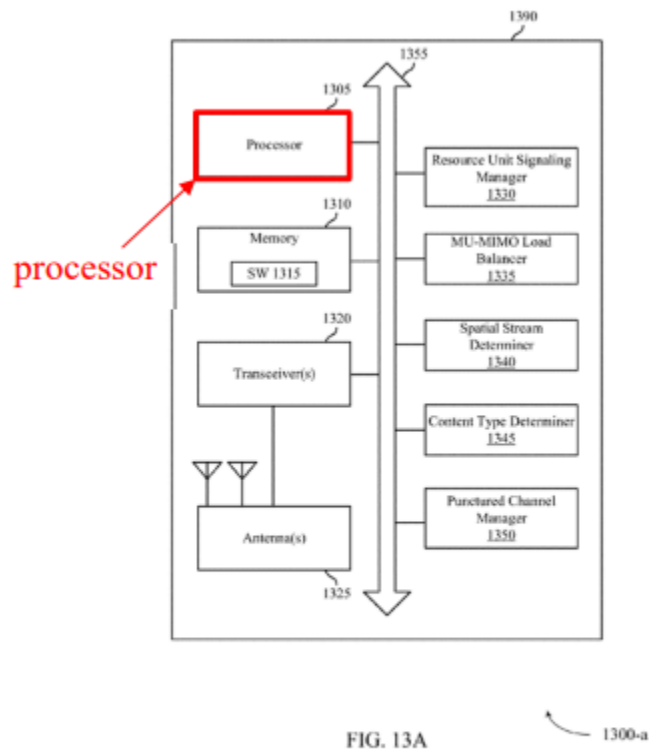 1390
1355
1305
Processor
processor
Resource Unit Signaling
Manager
1330
1310
Memory
SW 1315
MU-MIMO Load
Balancer
1335
1320
Transceiver(s)
Spatial Stream
Determiner
1340
Content Type Determiner
1345
Antenna(s)
1325
Punctured Channel
Manager
1350
FIG. 13A
1300-a